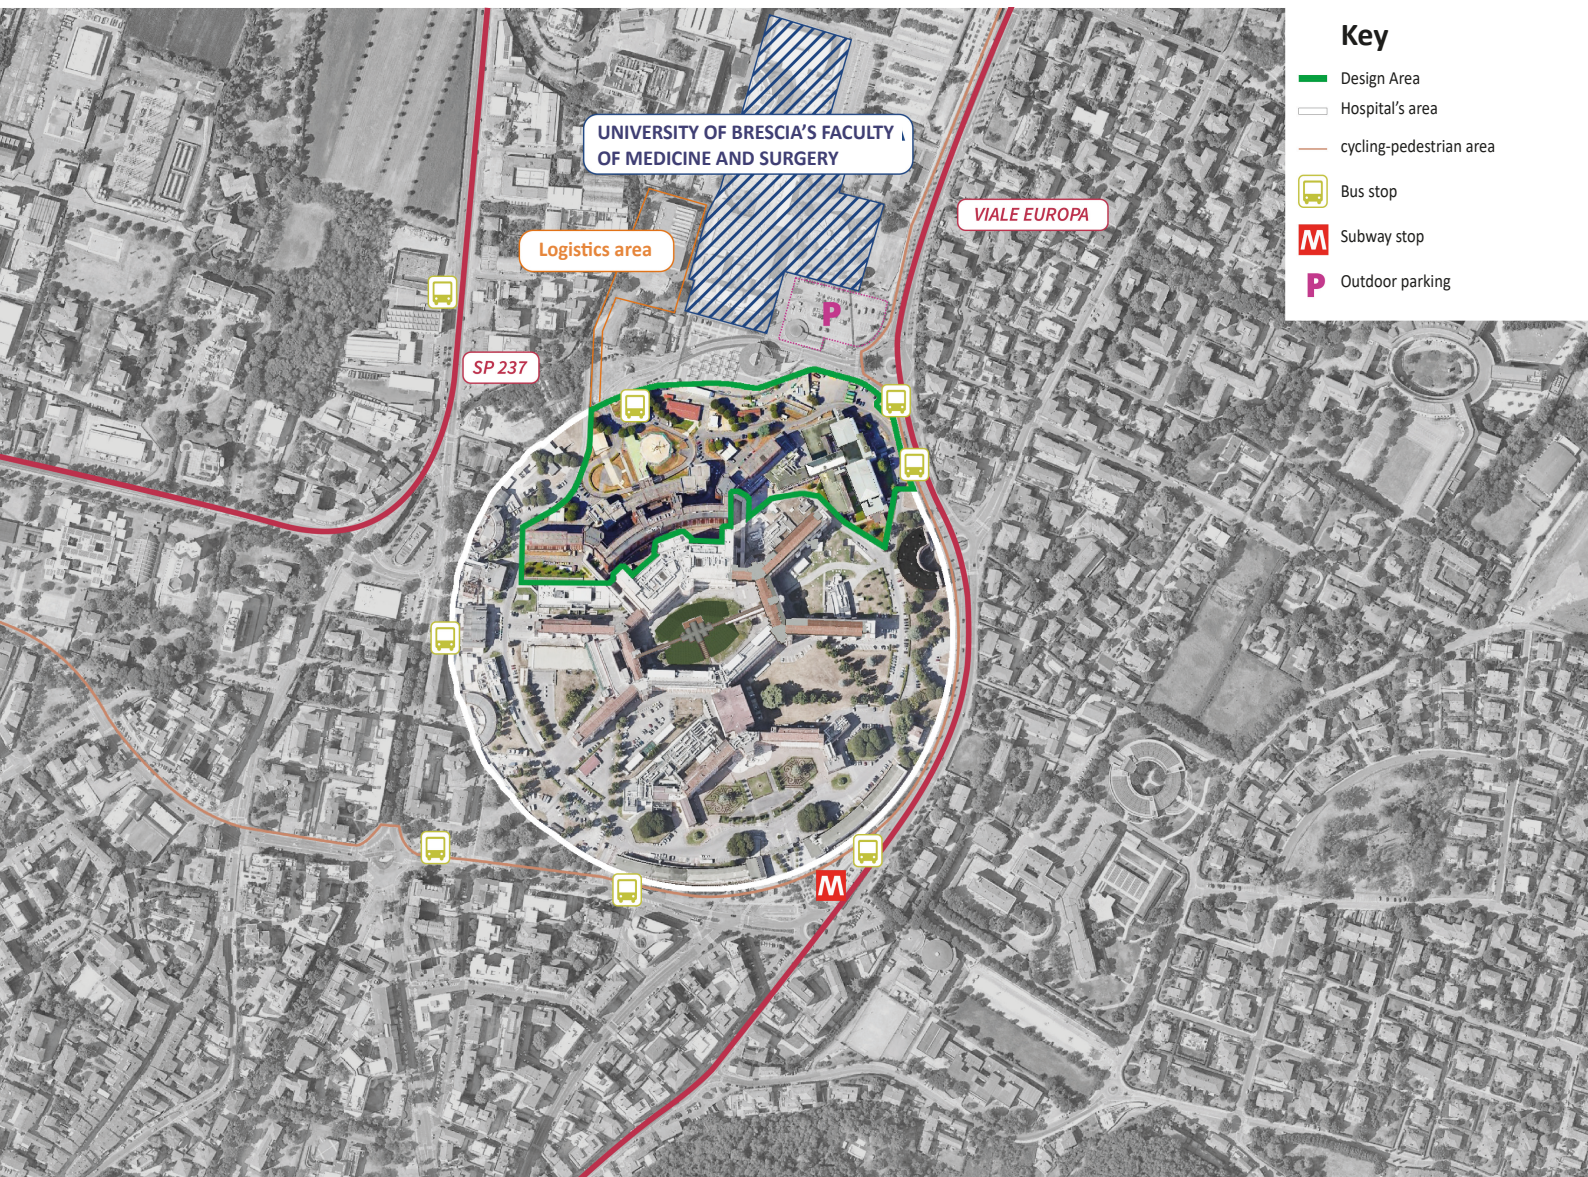 Key
Design Area
Hospital's area
cycling-pedestrian area
Bus stop
M Subway stop
P Outdoor parking
UNIVERSITY OF BRESCIA'S FACULTY
OF MEDICINE AND SURGERY
VIALE EUROPA
Logistics area
P
SP 237
M